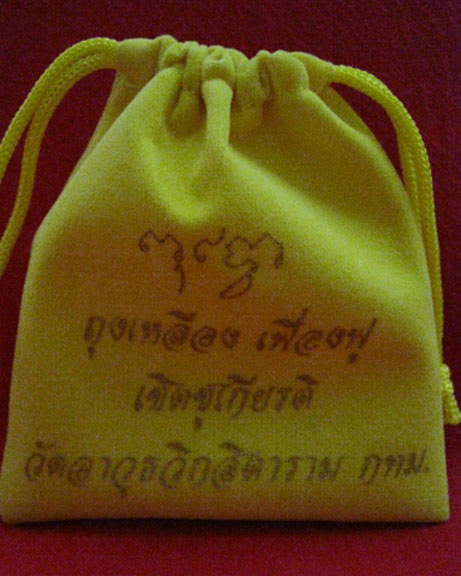 ถุงเหลือง เฟื่องฟู
เชิดชูเกียรติ
วัดอาวุธวิกสิตาราม กทม.